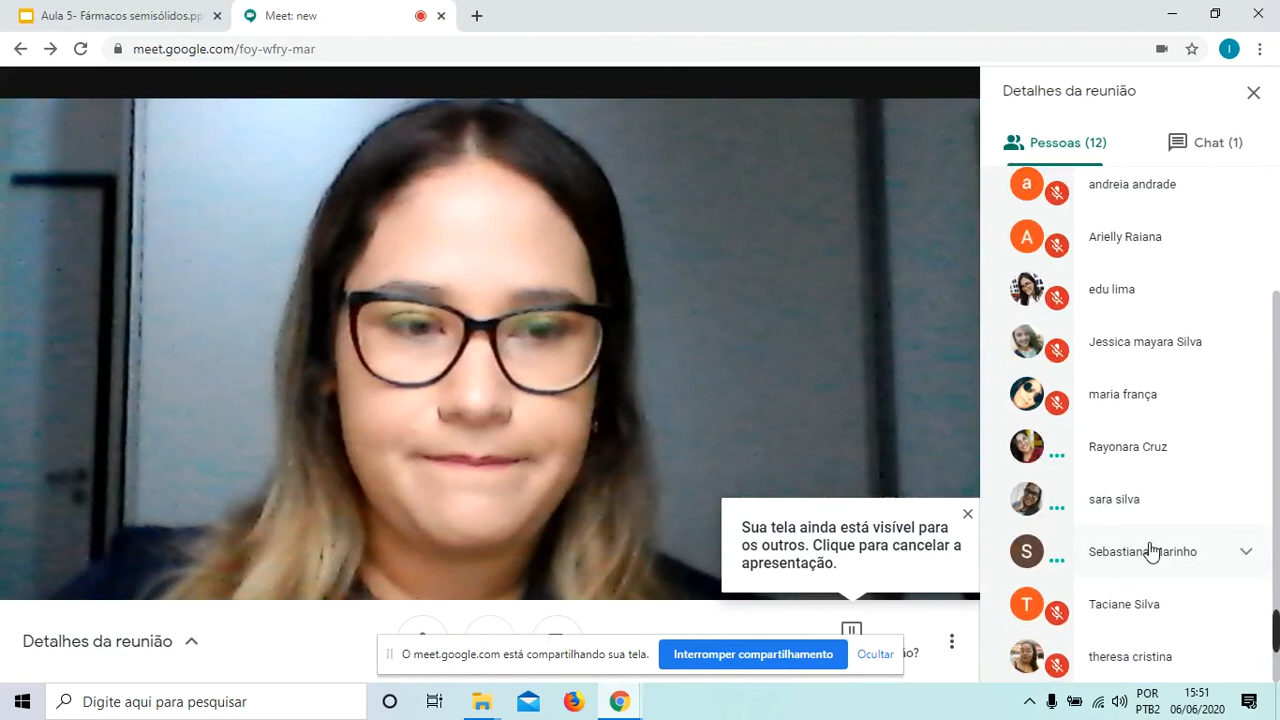 Aula 5- Fármacos semisólidos.pp
Meet: new
meet.google.com/foy-wfry-mar
I
Detalhes da reunião
Pessoas (12)
Chat (1)
a
andreia andrade
A
Arielly Raiana
edu lima
Jessica mayara Silva
maria frança
Rayonara Cruz
sara silva
S
Sebastiana Marinho
T
Taciane Silva
theresa cristina
Sua tela ainda está visível para
os outros. Clique para cancelar a
apresentação.
Detalhes da reunião
ão?
O meet.google.com está compartilhando sua tela.
Interromper compartilhamento
Ocultar
Digite aqui para pesquisar
POR
PTB2
15:51
06/06/2020